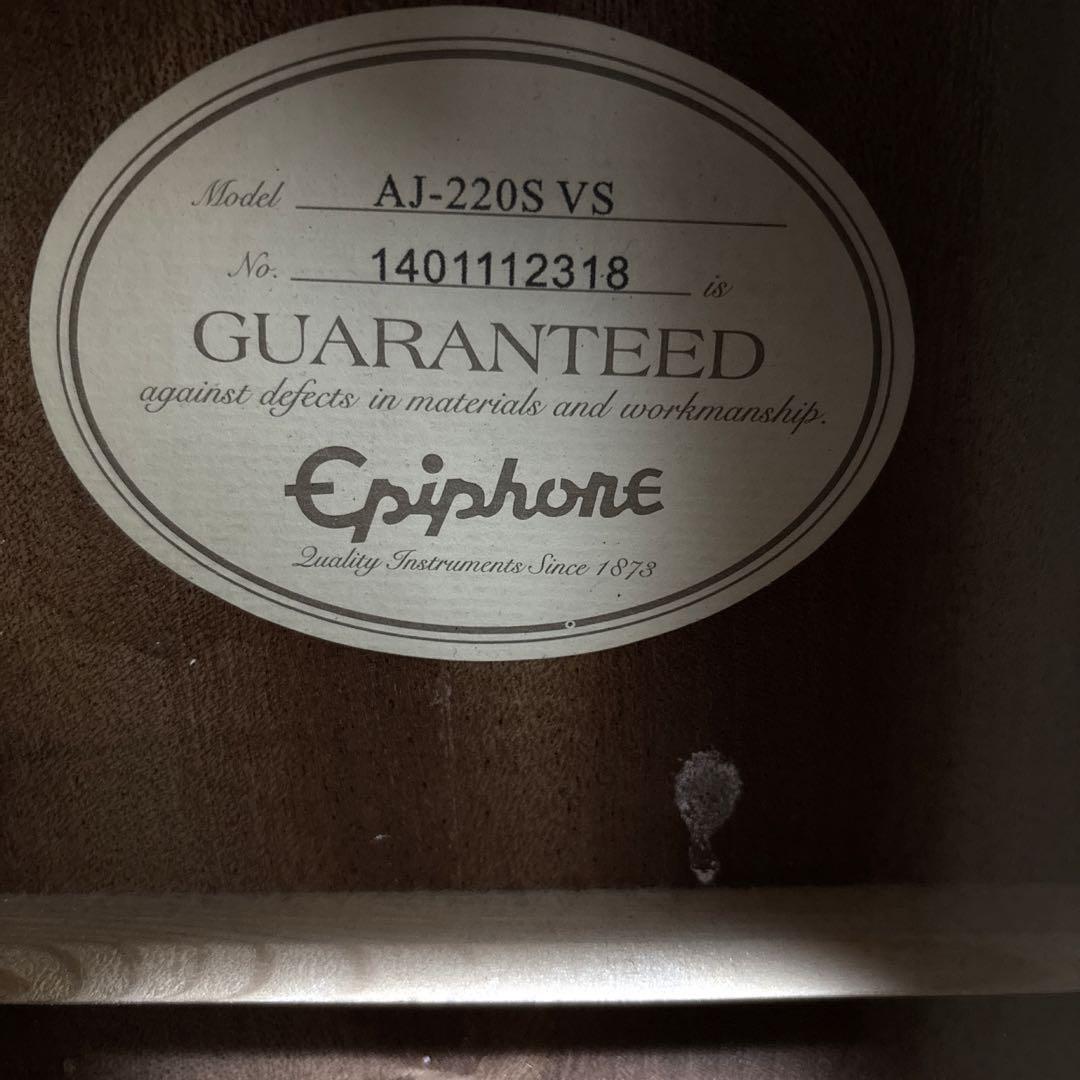 Model AJ-220S VS
No. 1401112318 is
GUARANTEED
against defects in materials and workmanship.
Epiphone
Quality Instruments Since 1873